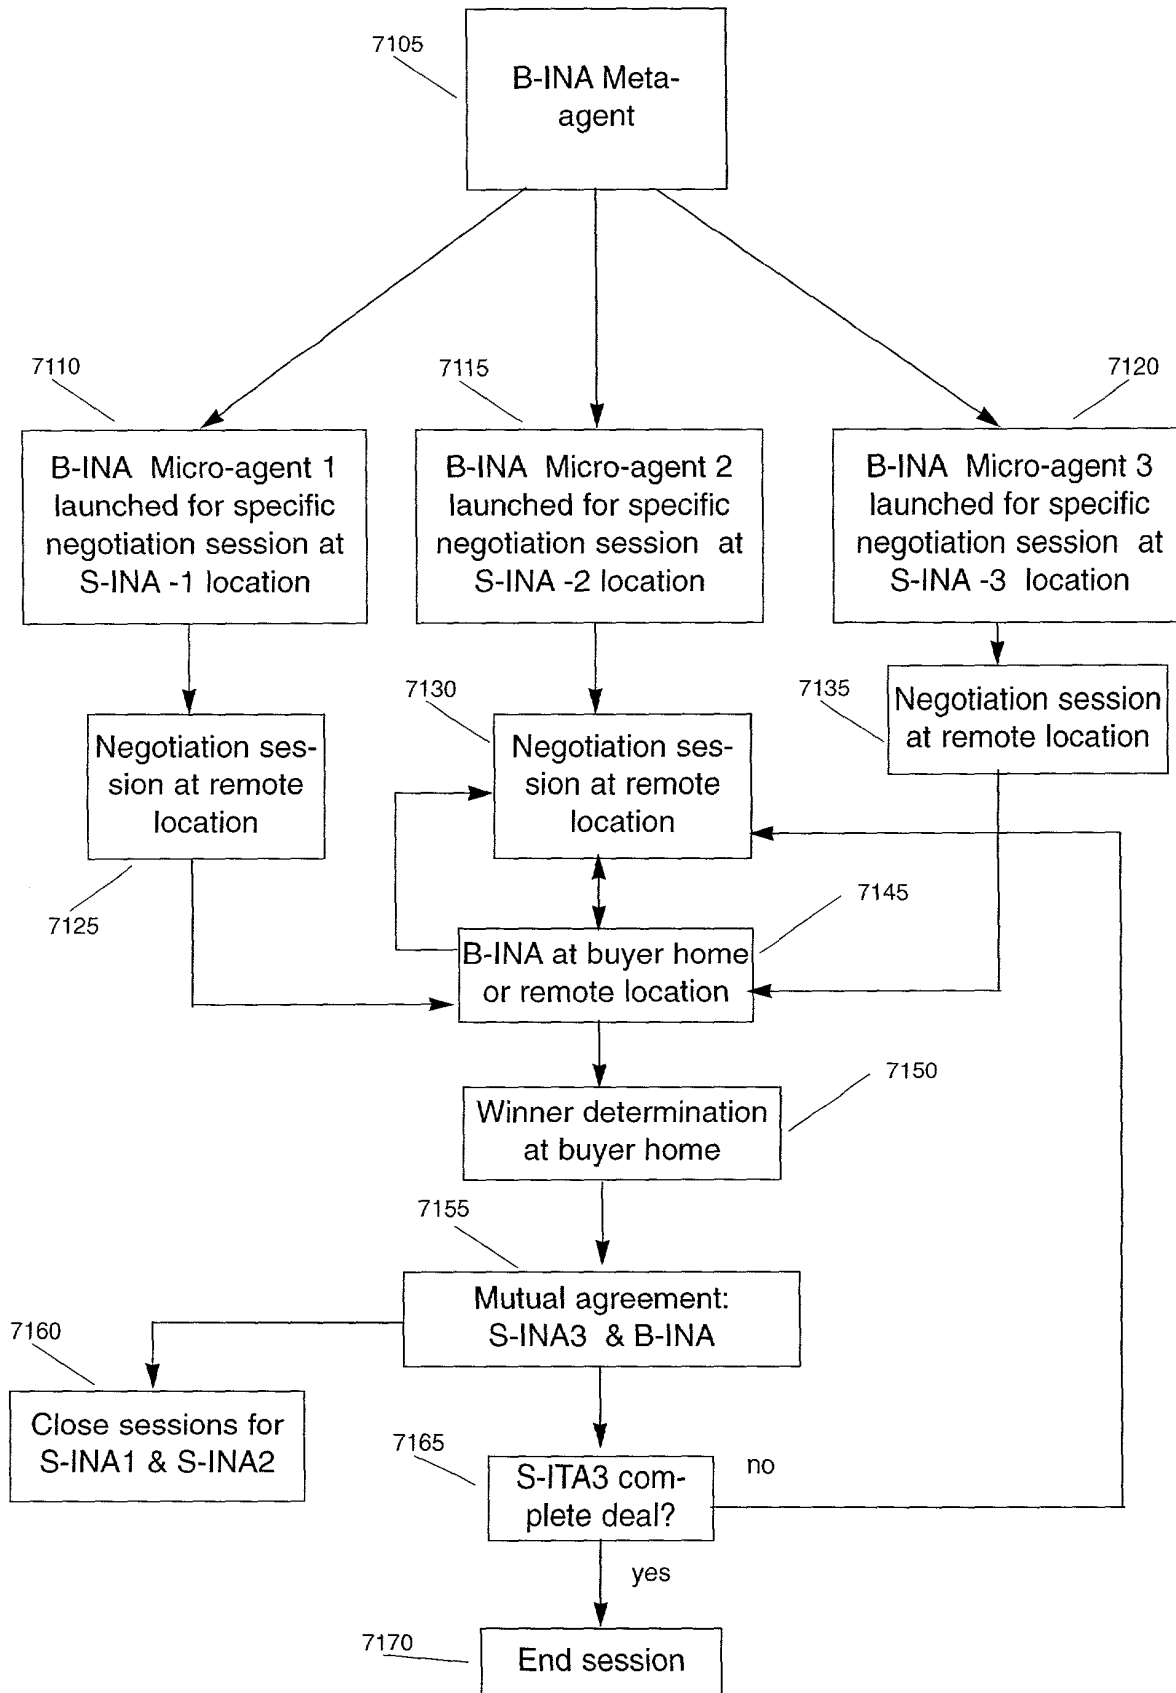 7105
B-INA Meta-
agent
7110
7115
7120
B-INA Micro-agent 1
launched for specific
negotiation session at
S-INA -1 location
B-INA Micro-agent 2
launched for specific
negotiation session at
S-INA -2 location
B-INA Micro-agent 3
launched for specific
negotiation session at
S-INA -3 location
7130
7135
Negotiation ses-
sion at remote
location
Negotiation ses-
sion at remote
location
Negotiation session
at remote location
7125
7145
B-INA at buyer home
or remote location
7150
Winner determination
at buyer home
7155
Mutual agreement:
S-INA3 & B-INA
7160
Close sessions for
S-INA1 & S-INA2
7165
S-ITA3 com-
plete deal?
no
yes
7170
End session